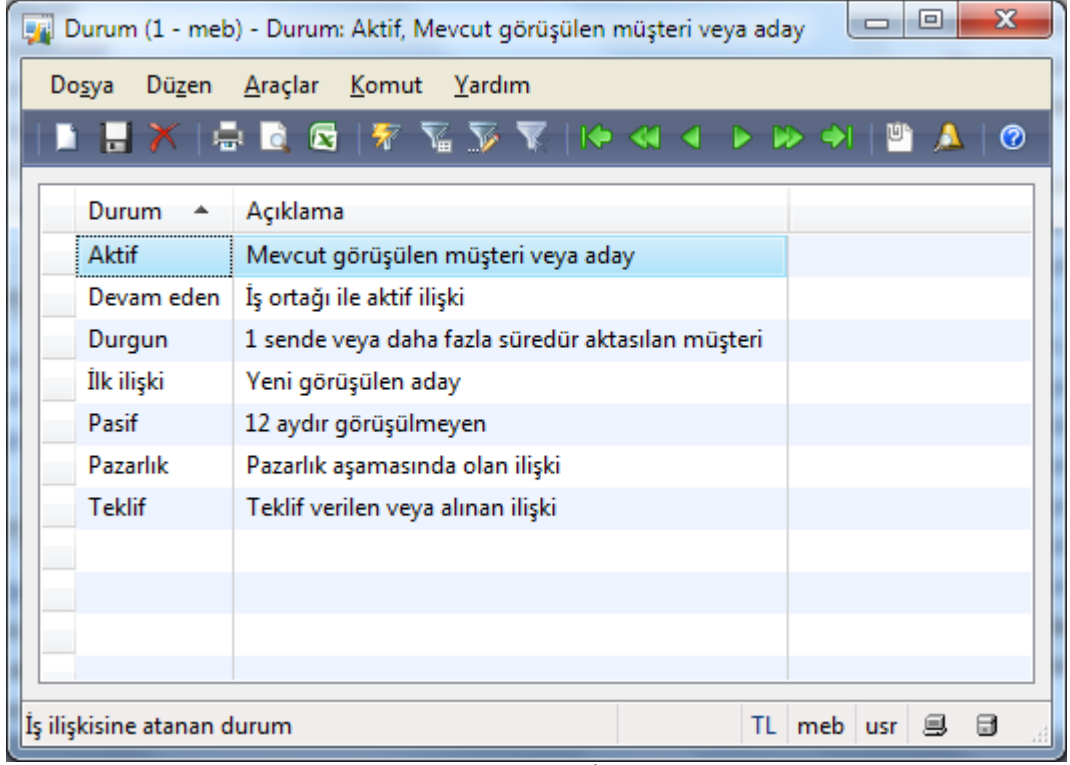 Durum (1 - meb) - Durum: Aktif, Mevcut görüşülen müşteri veya aday
Dosya Düzen Araçlar Komut Yardım
Durum Açıklama
Aktif Mevcut görüşülen müşteri veya aday
Devam eden İş ortağı ile aktif ilişki
Durgun 1 sende veya daha fazla süredür aktasılan müşteri
İlk ilişki Yeni görüşülen aday
Pasif 12 aydır görüşülmeyen
Pazarlık Pazarlık aşamasında olan ilişki
Teklif Teklif verilen veya alınan ilişki
İş ilişkisine atanan durum TL meb usr